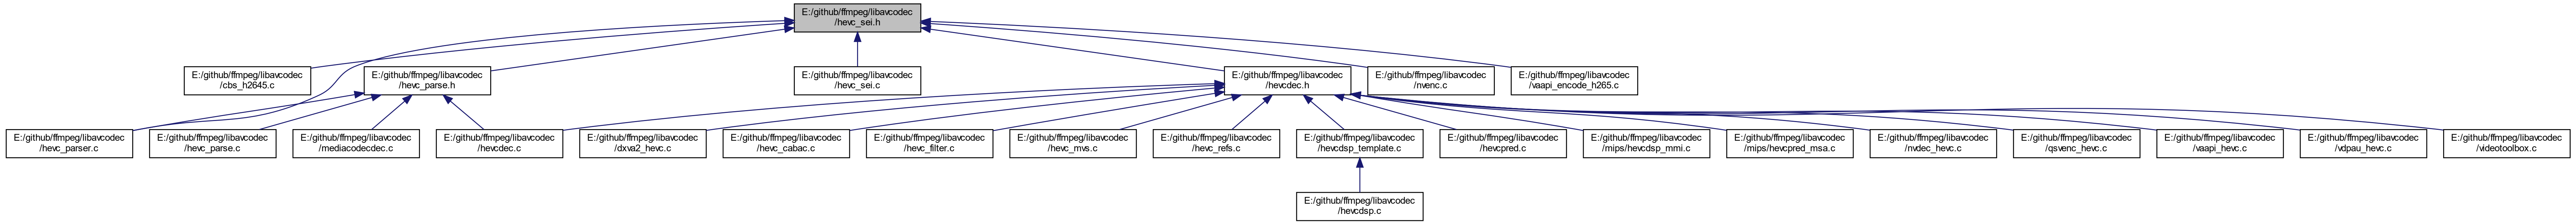 E:/github/ffmpeg/libavcodec
/hevc_sei.h
E:/github/ffmpeg/libavcodec
/cbs_h2645.c
E:/github/ffmpeg/libavcodec
/hevc_parse.h
E:/github/ffmpeg/libavcodec
/hevc_sei.c
E:/github/ffmpeg/libavcodec
/hevcdec.h
E:/github/ffmpeg/libavcodec
/nvenc.c
E:/github/ffmpeg/libavcodec
/vaapi_encode_h265.c
E:/github/ffmpeg/libavcodec
/hevc_parser.c
E:/github/ffmpeg/libavcodec
/hevc_parse.c
E:/github/ffmpeg/libavcodec
/mediacodecdec.c
E:/github/ffmpeg/libavcodec
/hevcdec.c
E:/github/ffmpeg/libavcodec
/dxva2_hevc.c
E:/github/ffmpeg/libavcodec
/hevc_cabac.c
E:/github/ffmpeg/libavcodec
/hevc_filter.c
E:/github/ffmpeg/libavcodec
/hevc_mvs.c
E:/github/ffmpeg/libavcodec
/hevc_refs.c
E:/github/ffmpeg/libavcodec
/hevcdsp_template.c
E:/github/ffmpeg/libavcodec
/hevcpred.c
E:/github/ffmpeg/libavcodec
/mips/hevcdsp_mmi.c
E:/github/ffmpeg/libavcodec
/mips/hevcpred_msa.c
E:/github/ffmpeg/libavcodec
/nvdec_hevc.c
E:/github/ffmpeg/libavcodec
/qsvenc_hevc.c
E:/github/ffmpeg/libavcodec
/vaapi_hevc.c
E:/github/ffmpeg/libavcodec
/vdpau_hevc.c
E:/github/ffmpeg/libavcodec
/videotoolbox.c
E:/github/ffmpeg/libavcodec
/hevcdsp.c